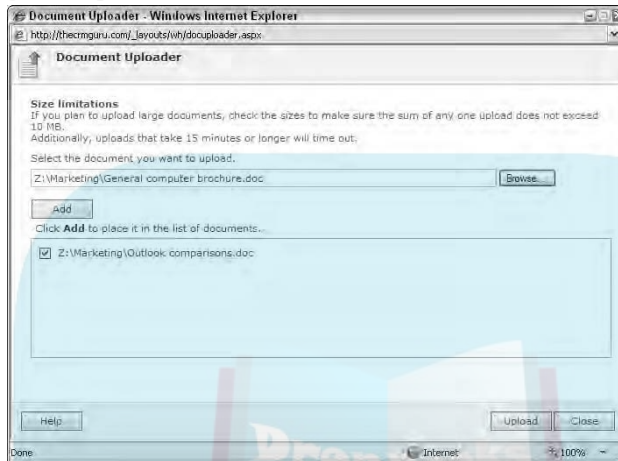 Document Uploader - Windows Internet Explorer
http://thecrmguru.com/_layouts/wh/docuploader.aspx
Document Uploader
Size limitations
If you plan to upload large documents, check the sizes to make sure the sum of any one upload does not exceed
10 MB.
Additionally, uploads that take 15 minutes or longer will time out.
Select the document you want to upload.
Z:\Marketing\General computer brochure.doc
Browse...
Add
Click Add to place it in the list of documents.
Z:\Marketing\Outlook comparisons.doc
Help
Upload
Close
Done
Internet
100%